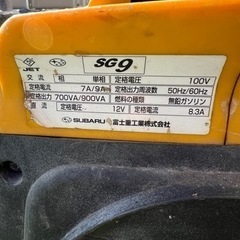 JET SG9
交流 相 単相 定格電圧 100V
定格電流 7A/9A 定格出力周波数 50Hz/60Hz
定格出力 700VA/900VA 燃料の種類 無鉛ガソリン
直流 定格電圧 12V 定格電流 8.3A
SUBARU 富士重工業株式会社